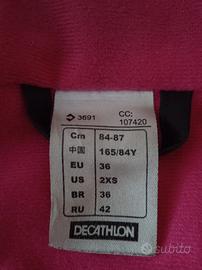 3691 CC:
107420
Cm 84-87
中国 165/84Y
EU 36
US 2XS
BR 36
RU 42
DECATHLON
subito